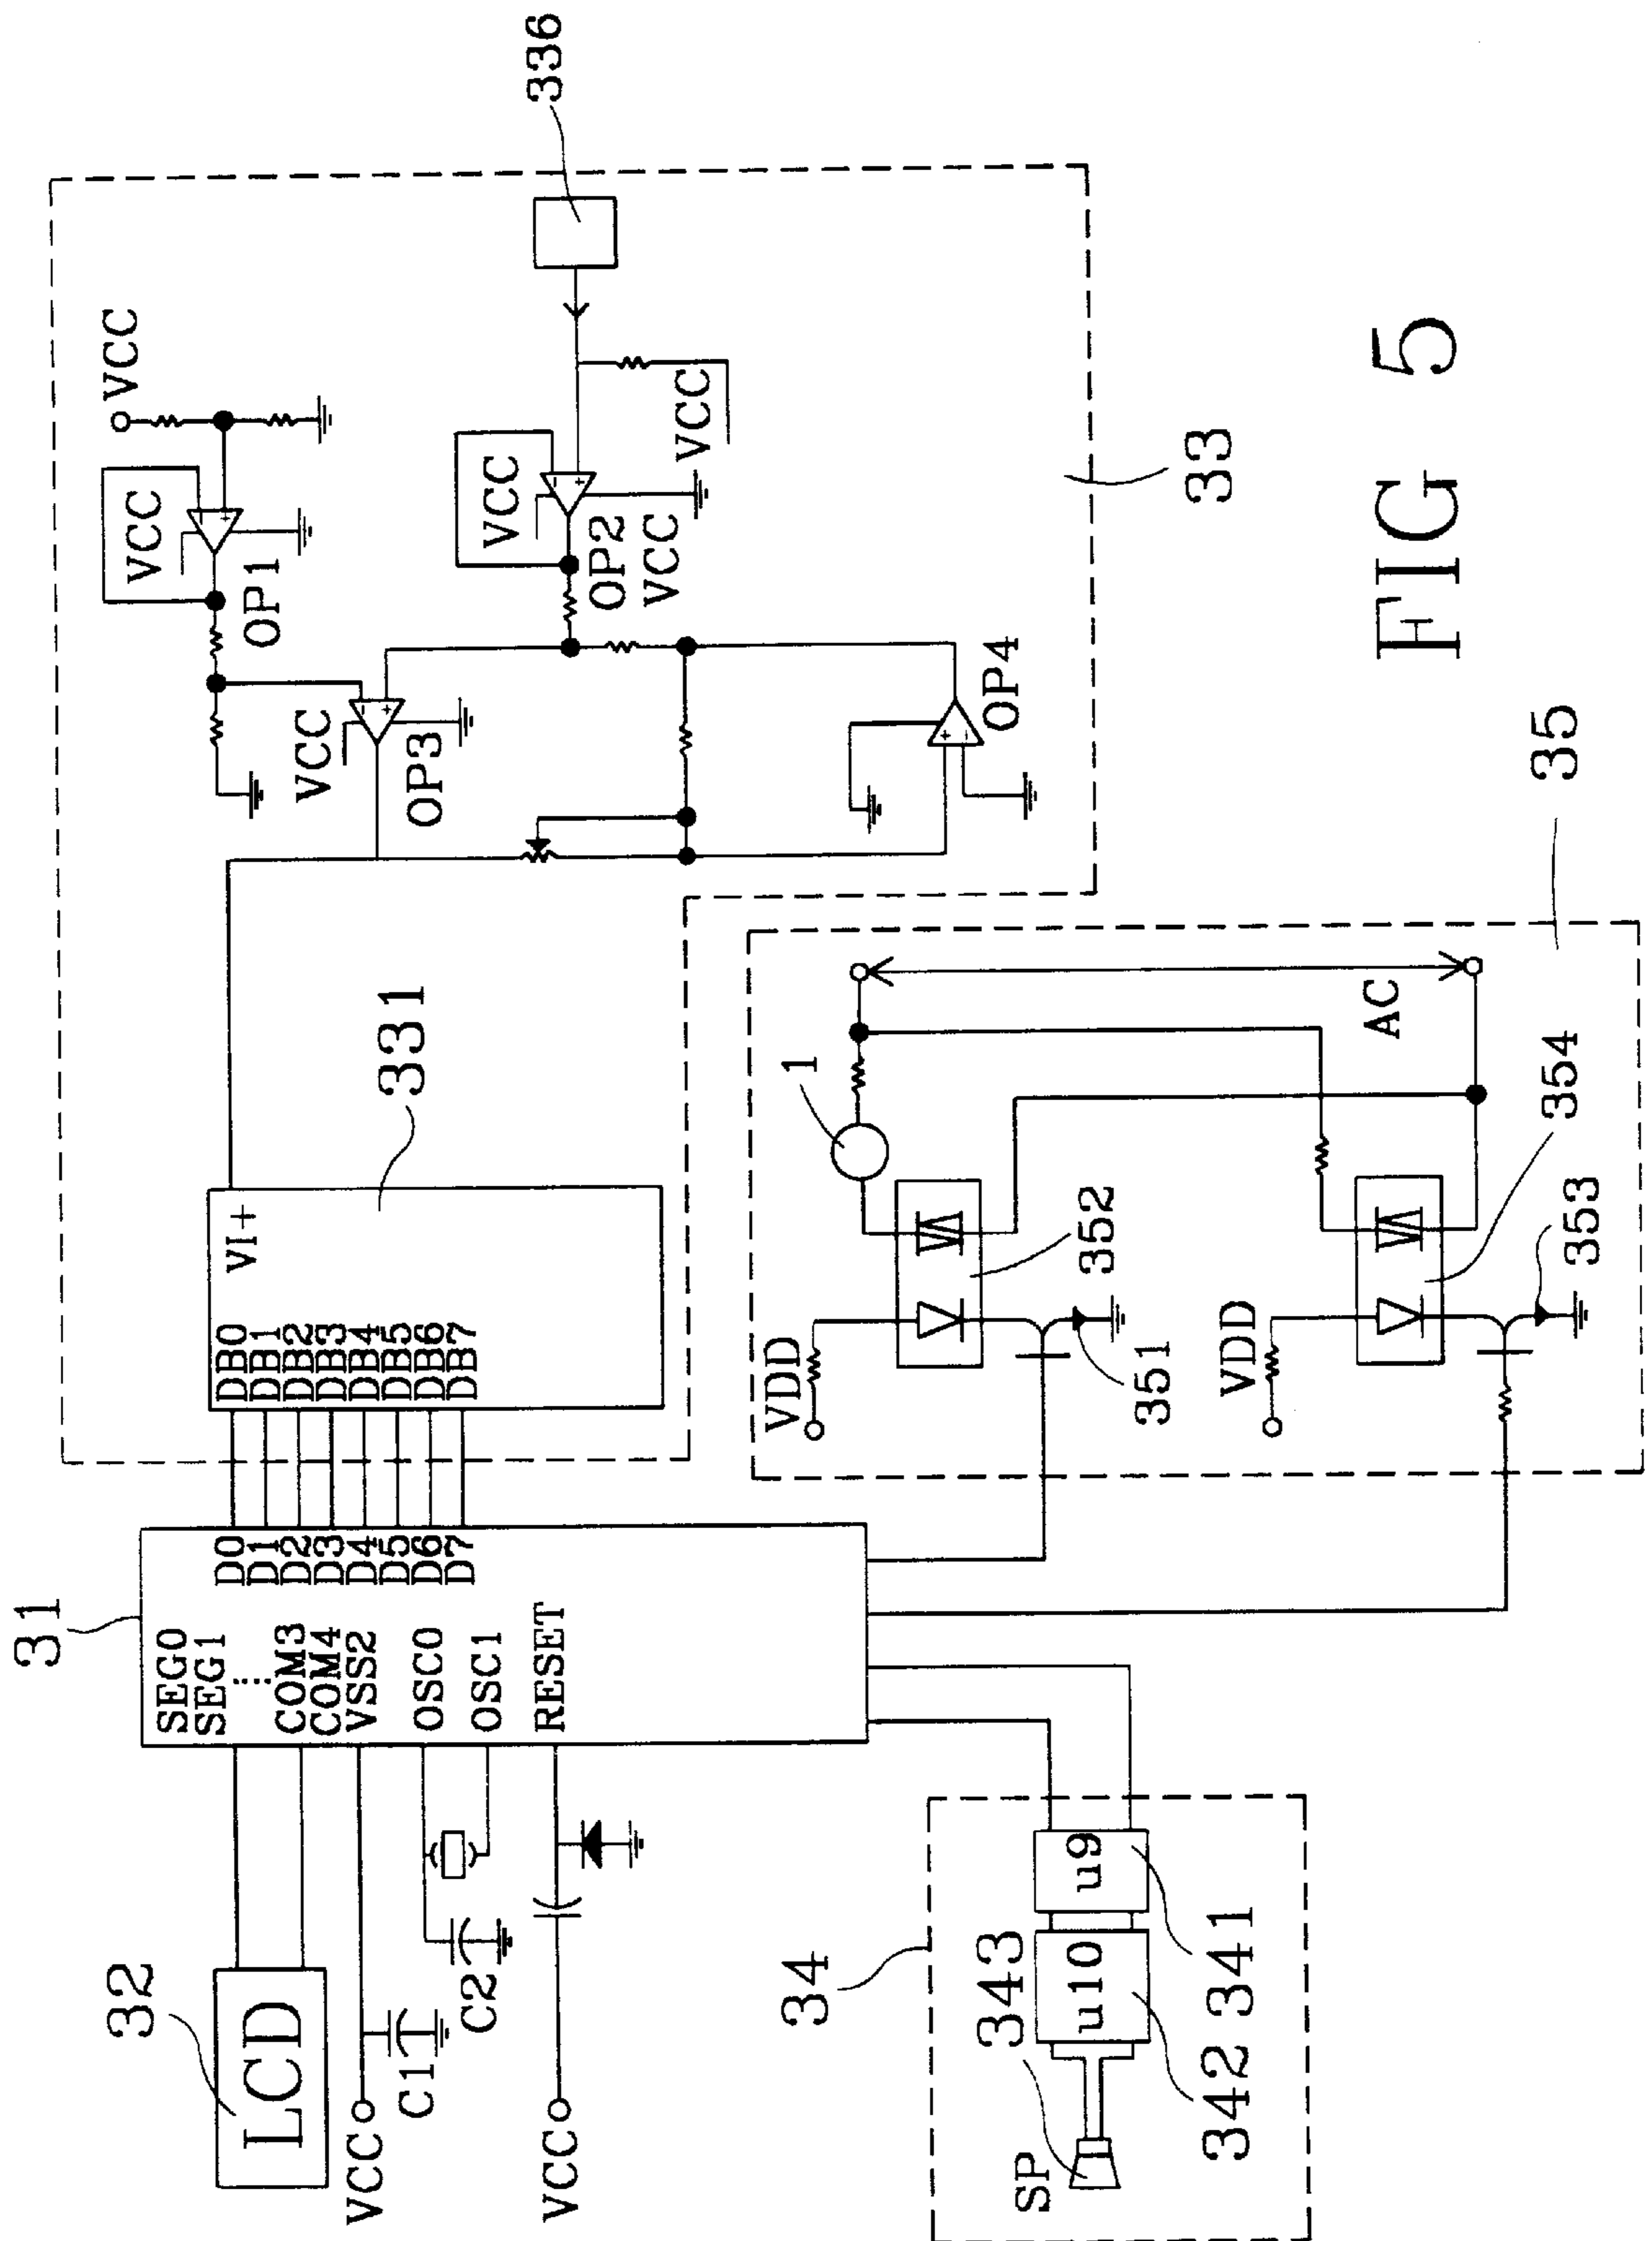 FIG 5
31
SEG0
SEG1
COM3
COM4
VSS2
OSC0
OSC1
RESET
D0
D1
D2
D3
D4
D5
D6
D7
32
LCD
VCC
C1
C2
VCC
DB0
DB1
DB2
DB3
DB4
DB5
DB6
DB7
VI+
331
VCC
VCC
OP1
VCC
OP3
VCC
OP2
VCC
VCC
OP4
336
33
34
SP
343
u10
u9
342
341
VDD
1
352
351
VDD
AC
354
353
35